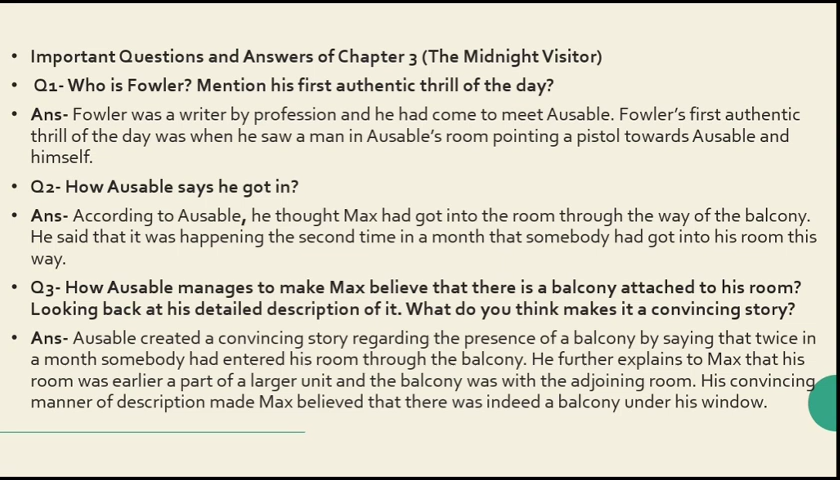 • Important Questions and Answers of Chapter 3 (The Midnight Visitor)
• Q1- Who is Fowler? Mention his first authentic thrill of the day?
• Ans- Fowler was a writer by profession and he had come to meet Ausable. Fowler's first authentic
thrill of the day was when he saw a man in Ausable's room pointing a pistol towards Ausable and
himself.
• Q2- How Ausable says he got in?
• Ans- According to Ausable, he thought Max had got into the room through the way of the balcony.
He said that it was happening the second time in a month that somebody had got into his room this
way.
• Q3- How Ausable manages to make Max believe that there is a balcony attached to his room?
Looking back at his detailed description of it. What do you think makes it a convincing story?
• Ans- Ausable created a convincing story regarding the presence of a balcony by saying that twice in
a month somebody had entered his room through the balcony. He further explains to Max that his
room was earlier a part of a larger unit and the balcony was with the adjoining room. His convincing
manner of description made Max believed that there was indeed a balcony under his window.